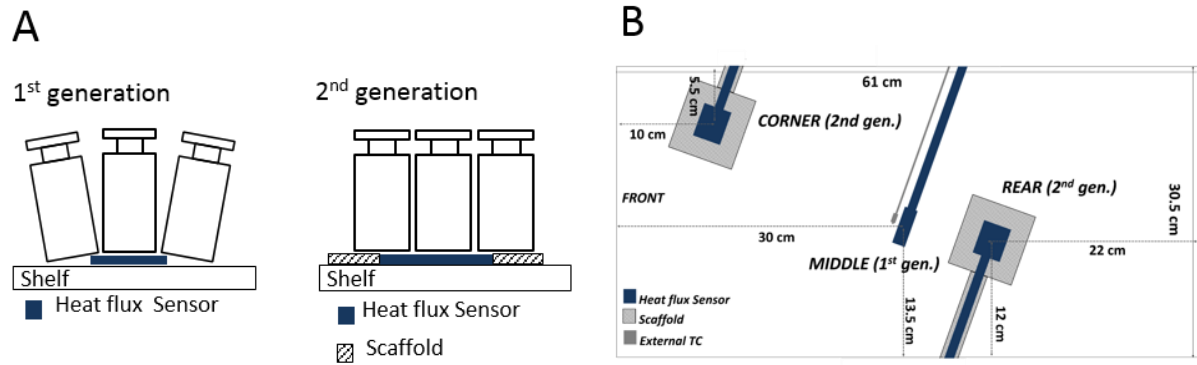 A
1st generation
2nd generation
Shelf
Heat flux Sensor
Shelf
Heat flux Sensor
Scaffold
B
5.5 cm
61 cm
10 cm
CORNER (2nd gen.)
FRONT
REAR (2nd gen.)
30.5 cm
30 cm
22 cm
MIDDLE (1st gen.)
13.5 cm
12 cm
Heat flux Sensor
Scaffold
External TC